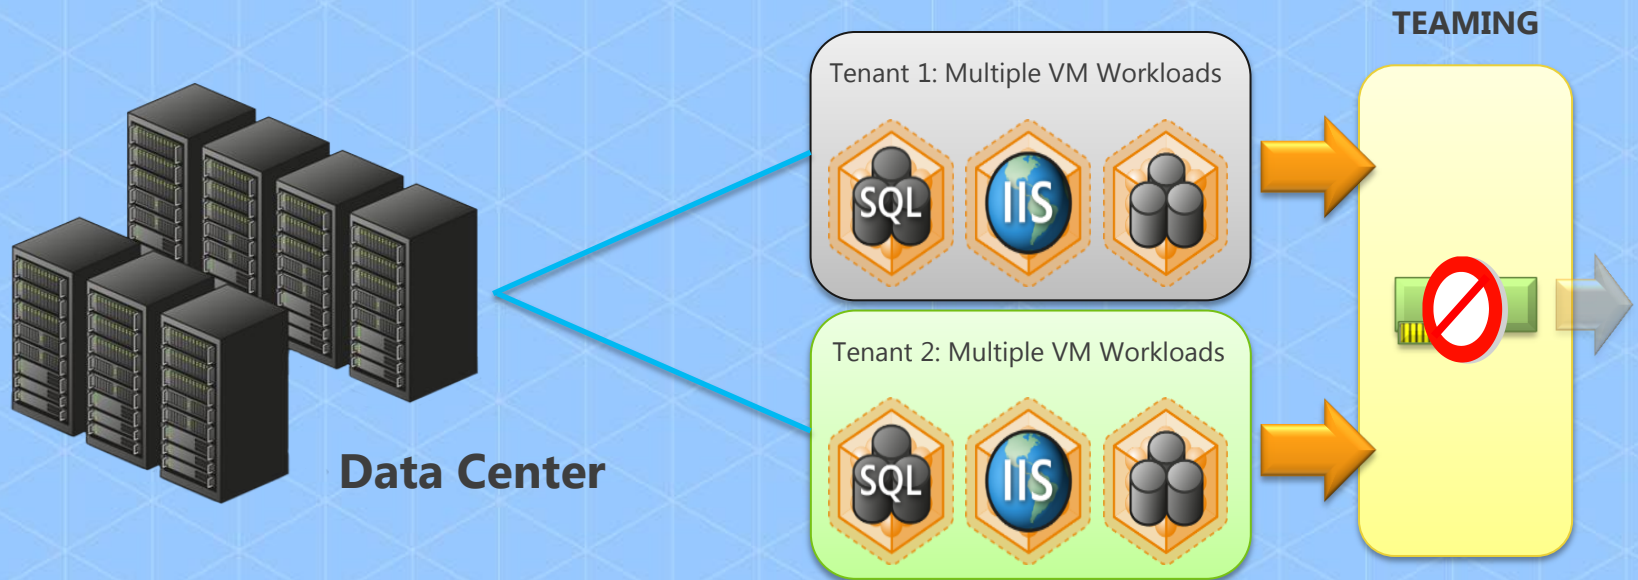 TEAMING
Tenant 1: Multiple VM Workloads
SQL
IIS
Tenant 2: Multiple VM Workloads
SQL
IIS
Data Center